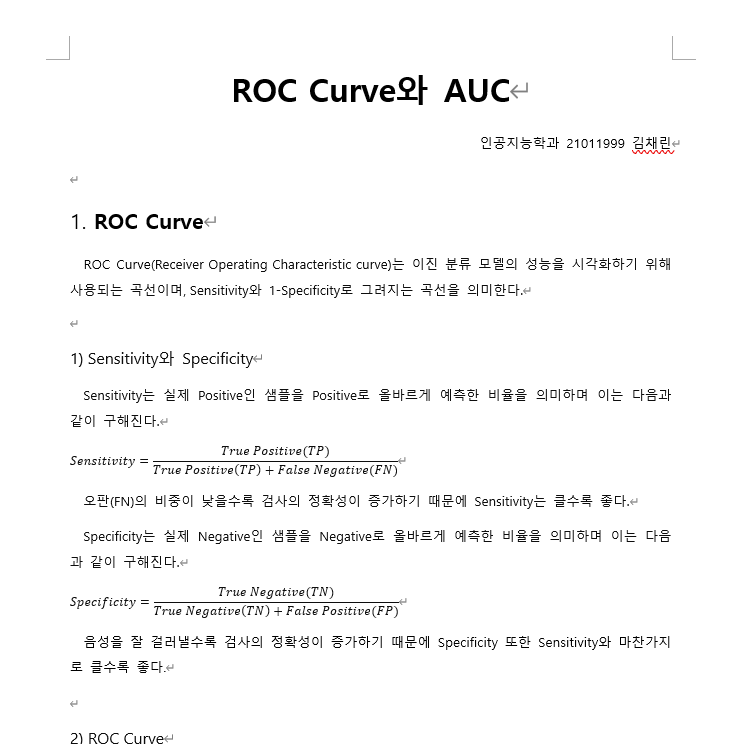 ROC Curve와 AUC
인공지능학과 21011999 김채린
1. ROC Curve
ROC Curve(Receiver Operating Characteristic curve)는 이진 분류 모델의 성능을 시각화하기 위해
사용되는 곡선이며, Sensitivity와 1-Specificity로 그려지는 곡선을 의미한다.
1) Sensitivity와 Specificity
Sensitivity는 실제 Positive인 샘플을 Positive로 올바르게 예측한 비율을 의미하며 이는 다음과
같이 구해진다.
Sensitivity = True Positive(TP)
True Positive(TP) + False Negative(FN)
오판(FN)의 비중이 낮을수록 검사의 정확성이 증가하기 때문에 Sensitivity는 클수록 좋다.
Specificity는 실제 Negative인 샘플을 Negative로 올바르게 예측한 비율을 의미하며 이는 다음
과 같이 구해진다.
Specificity = True Negative(TN)
True Negative(TN) + False Positive(FP)
음성을 잘 걸러낼수록 검사의 정확성이 증가하기 때문에 Specificity 또한 Sensitivity와 마찬가지
로 클수록 좋다.
2) ROC Curve